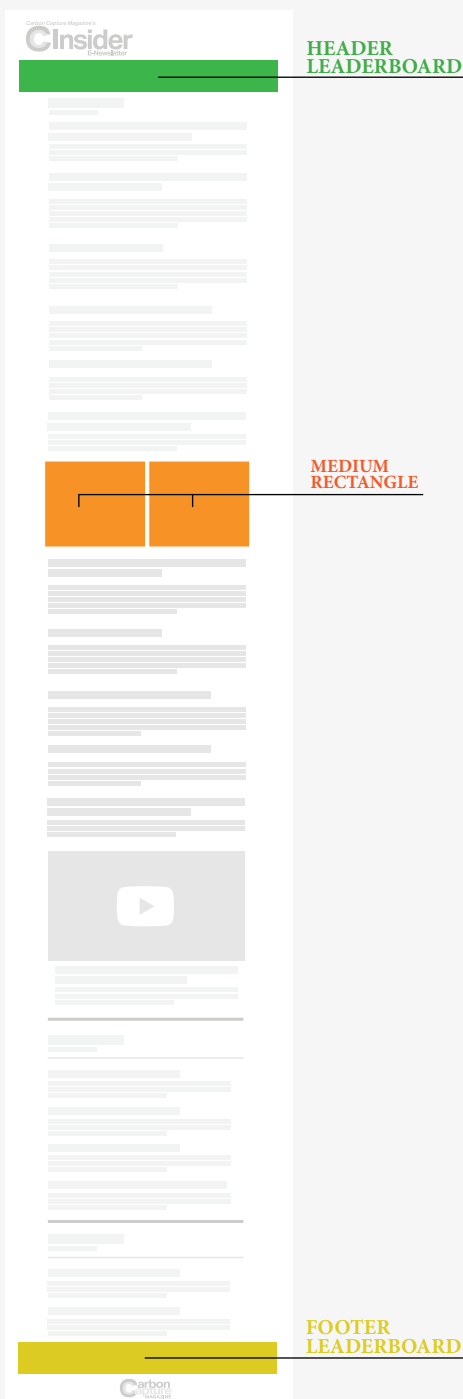 Carbon Capture Magazine's
CInsider
E-Newsletter
HEADER
LEADERBOARD
MEDIUM
RECTANGLE
FOOTER
LEADERBOARD
Carbon
Capture
MAGAZINE